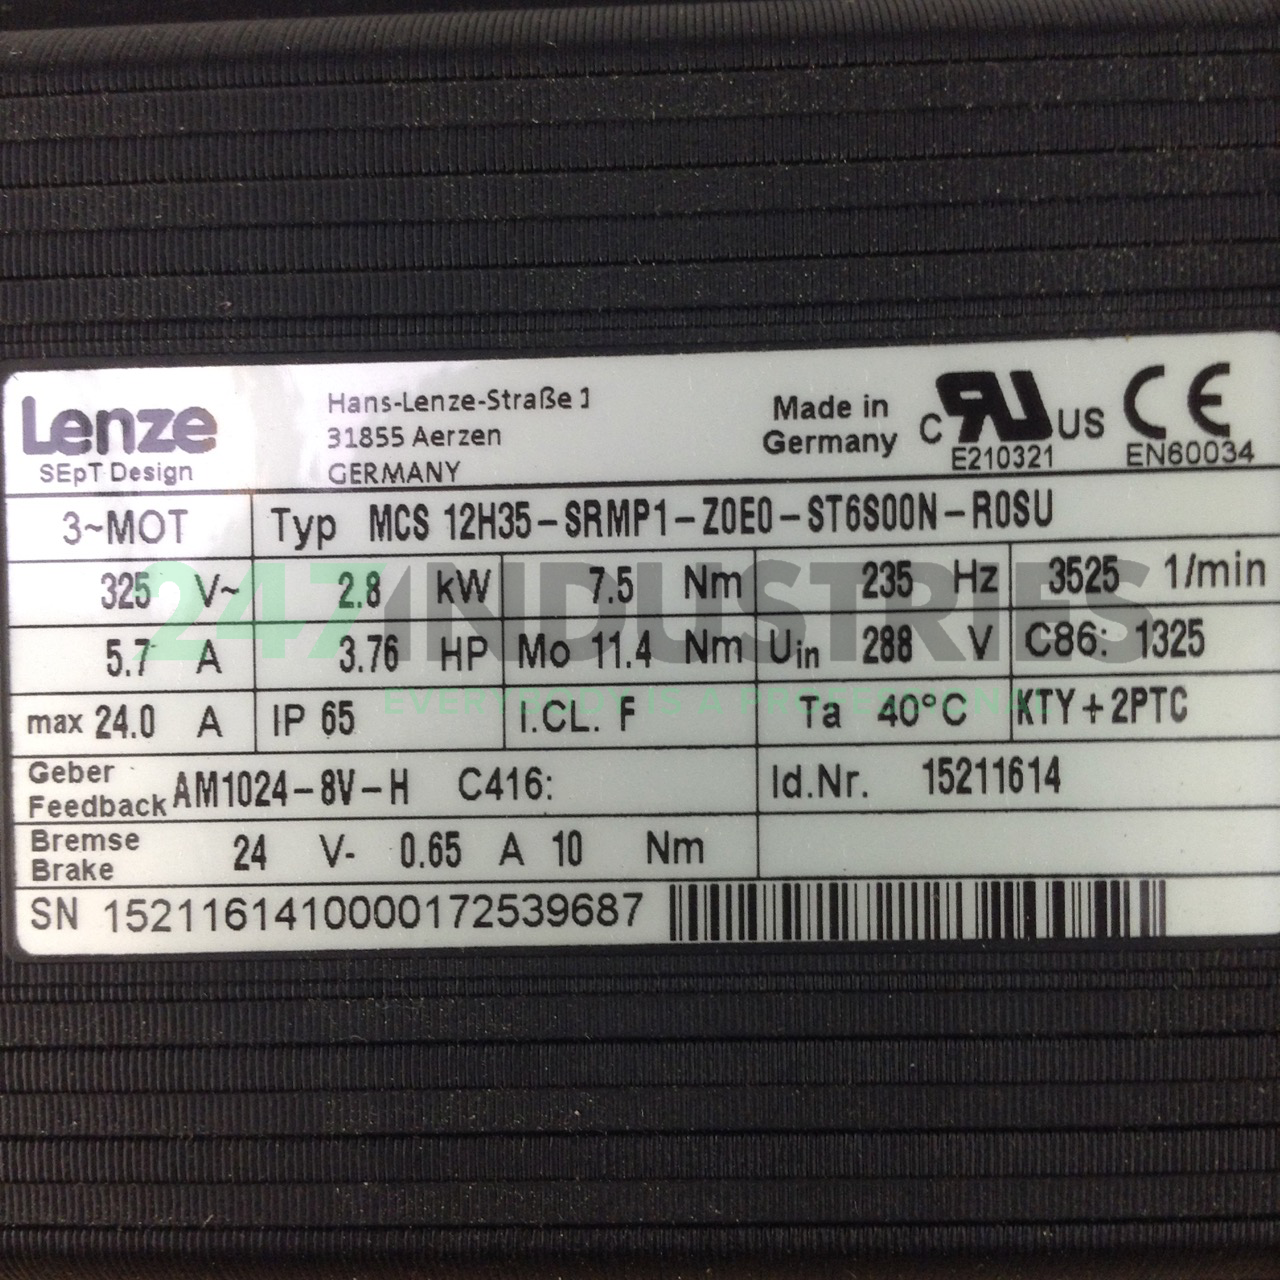 Lenze
SEpT Design
Hans-Lenze-Straße 1
31855 Aerzen
GERMANY
Made in
Germany
C US
E210321
CE
EN60034
3~MOT Typ MCS 12H35-SRMP1-Z0E0-ST6S00N-R0SU
325 V~ 2.8 kW 7.5 Nm 235 Hz 3525 1/min
5.7 A 3.76 HP Mo 11.4 Nm Uin 288 V C86: 1325
max 24.0 A IP 65 I.CL. F Ta 40°C KTY+2PTC
Geber
Feedback AM1024-8V-H C416: Id.Nr. 15211614
Bremse
Brake 24 V- 0.65 A 10 Nm
SN 1521161410000172539687
247INDUSTRIES
EVERYBODY IS A PROFESSIONAL